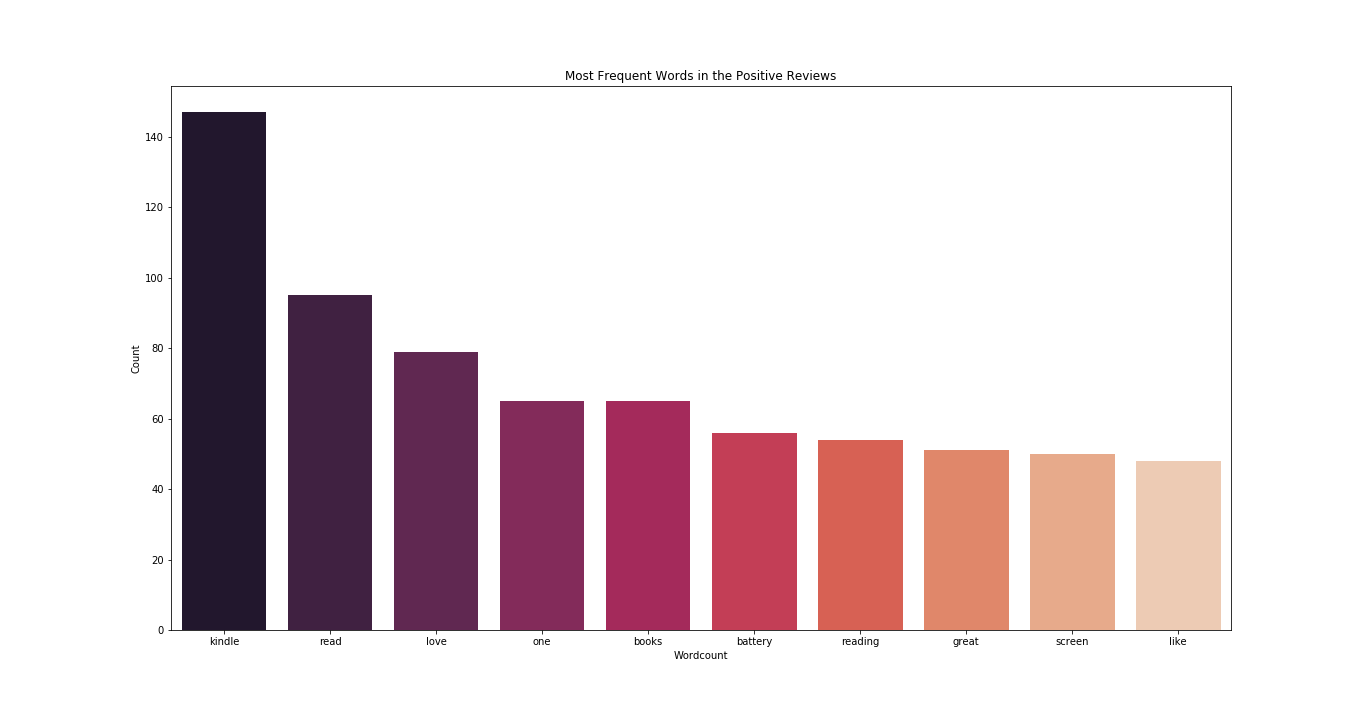 Most Frequent Words in the Positive Reviews
140
120
100
80
60
40
20
0
Count
kindle read love one books battery reading great screen like
Wordcount